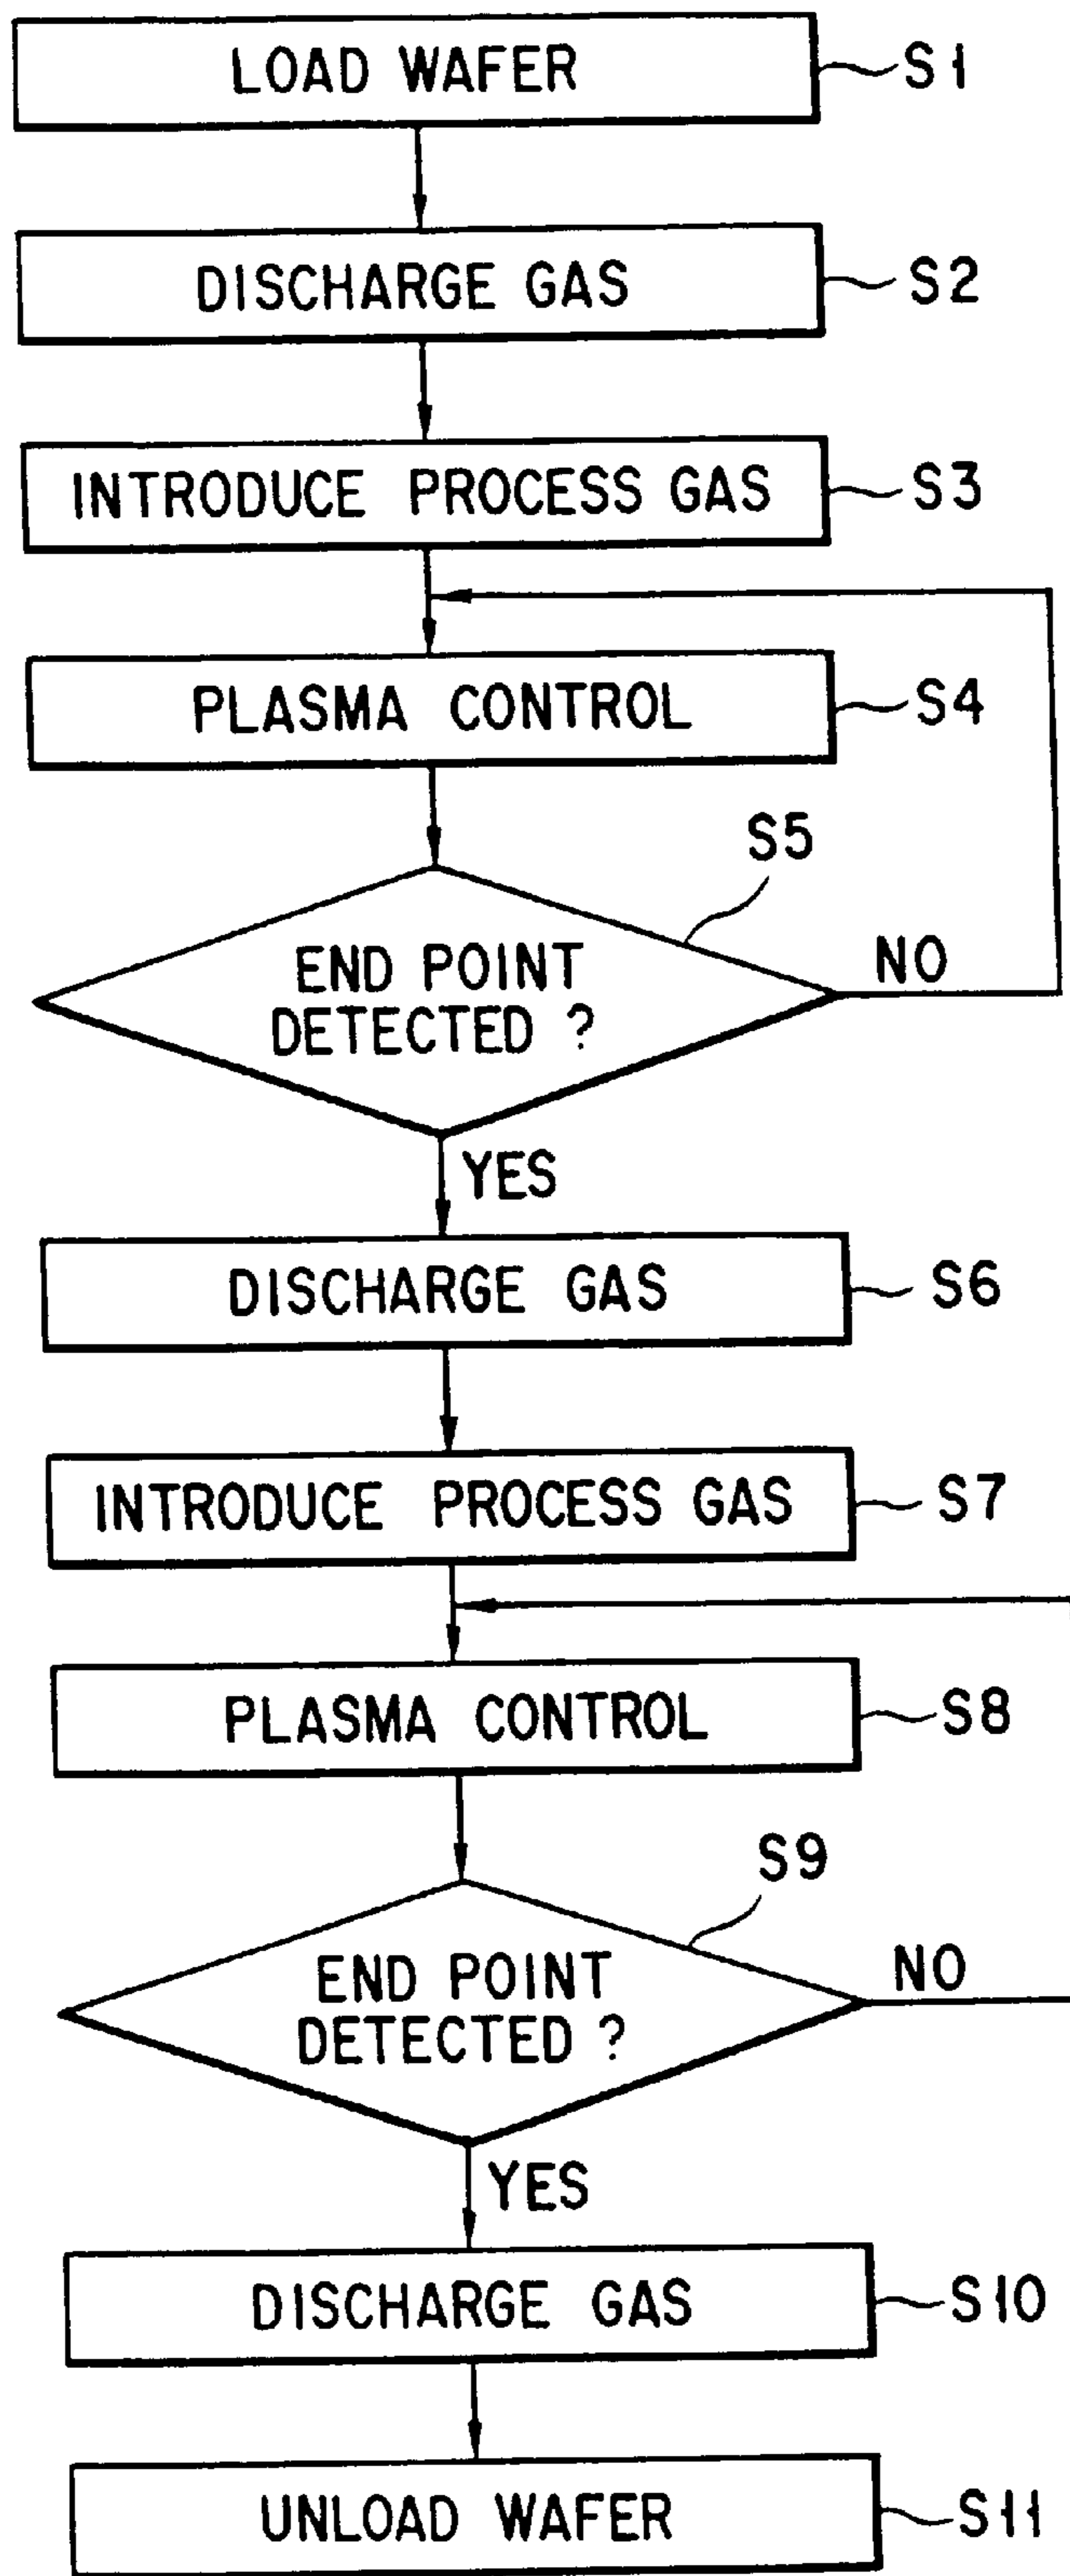 LOAD WAFER S1
DISCHARGE GAS S2
INTRODUCE PROCESS GAS S3
PLASMA CONTROL S4
S5
END POINT NO
DETECTED ?
YES
DISCHARGE GAS S6
INTRODUCE PROCESS GAS S7
PLASMA CONTROL S8
S9
END POINT NO
DETECTED ?
YES
DISCHARGE GAS S10
UNLOAD WAFER S11